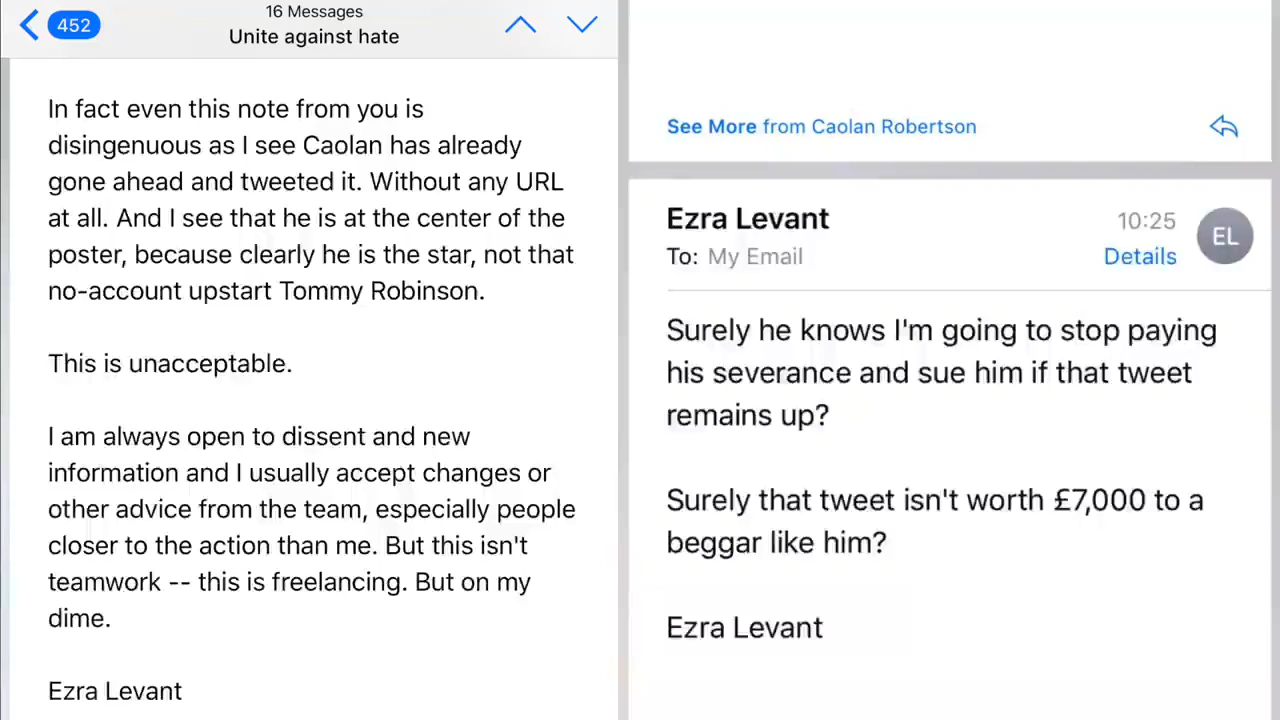 452
16 Messages
Unite against hate
In fact even this note from you is
disingenuous as I see Caolan has already
gone ahead and tweeted it. Without any URL
at all. And I see that he is at the center of the
poster, because clearly he is the star, not that
no-account upstart Tommy Robinson.
This is unacceptable.
I am always open to dissent and new
information and I usually accept changes or
other advice from the team, especially people
closer to the action than me. But this isn't
teamwork -- this is freelancing. But on my
dime.
Ezra Levant
See More from Caolan Robertson
Ezra Levant
10:25
EL
To: My Email
Details
Surely he knows I'm going to stop paying
his severance and sue him if that tweet
remains up?
Surely that tweet isn't worth £7,000 to a
beggar like him?
Ezra Levant